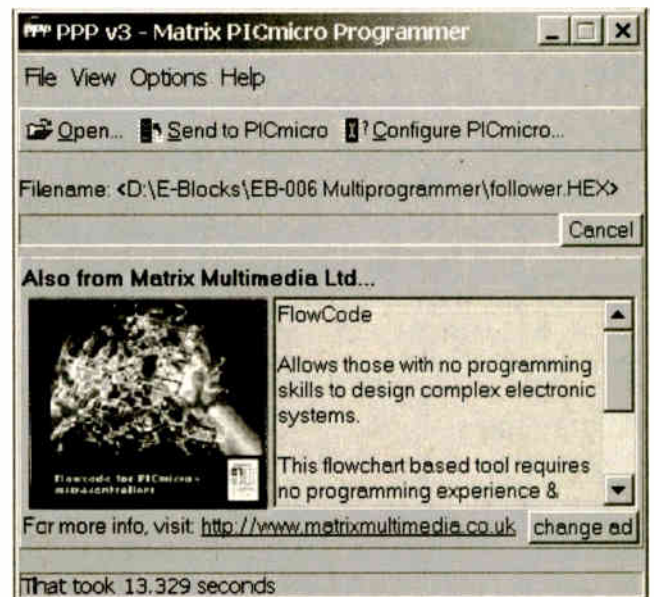 PPP PPP v3 - Matrix PICmicro Programmer
File View Options Help
Open... Send to PICmicro Configure PICmicro...
Filename: <D:\E-Blocks\EB-006 Multiprogrammer\follower.HEX>
Cancel
Also from Matrix Multimedia Ltd...
FlowCode
Allows those with no programming
skills to design complex electronic
systems.
This flowchart based tool requires
no programming experience &
Flowcode for PICmicro
microcontrollers
For more info, visit: http://www.matrixmultimedia.co.uk change ad
That took 13.329 seconds